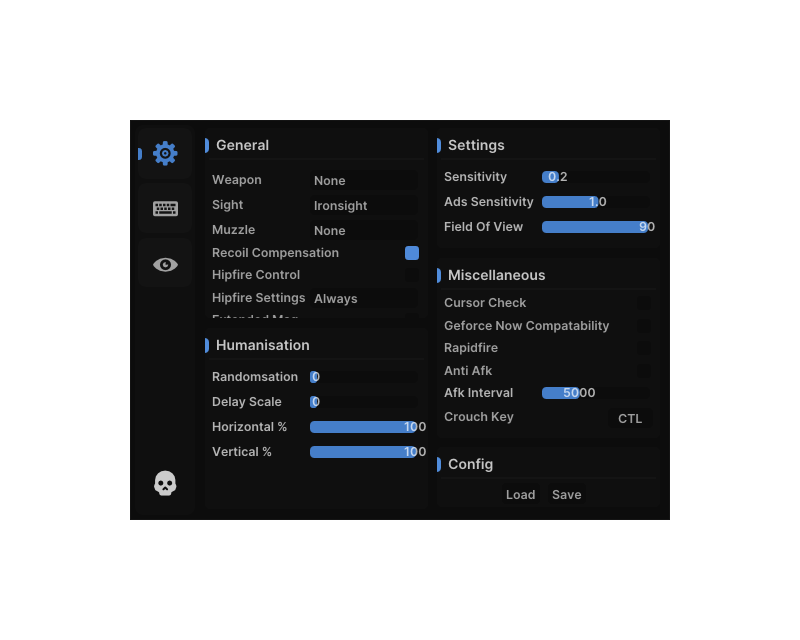 General
Weapon None
Sight Ironsight
Muzzle None
Recoil Compensation
Hipfire Control
Hipfire Settings Always
Extended Mag
Humanisation
Randomsation 0
Delay Scale 0
Horizontal % 100
Vertical % 100
Settings
Sensitivity 0.2
Ads Sensitivity 1.0
Field Of View 90
Miscellaneous
Cursor Check
Geforce Now Compatability
Rapidfire
Anti Afk
Afk Interval 5000
Crouch Key CTL
Config
Load Save